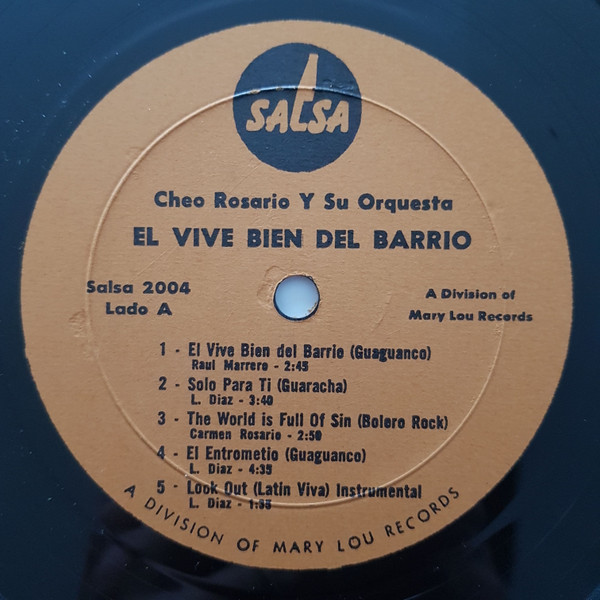 SALSA
Cheo Rosario Y Su Orquesta
EL VIVE BIEN DEL BARRIO
Salsa 2004
Lado A
A Division of
Mary Lou Records
1 - El Vive Bien del Barrio (Guaguanco)
Raul Marrero - 2:45
2 - Solo Para Ti (Guaracha)
L. Diaz - 3:40
3 - The World is Full Of Sin (Bolero Rock)
Carmen Rosario - 2:50
4 - El Entrometio (Guaguanco)
L. Diaz - 4:35
5 - Look Out (Latin Viva) Instrumental
L. Diaz - 1:35
A DIVISION OF MARY LOU RECORDS